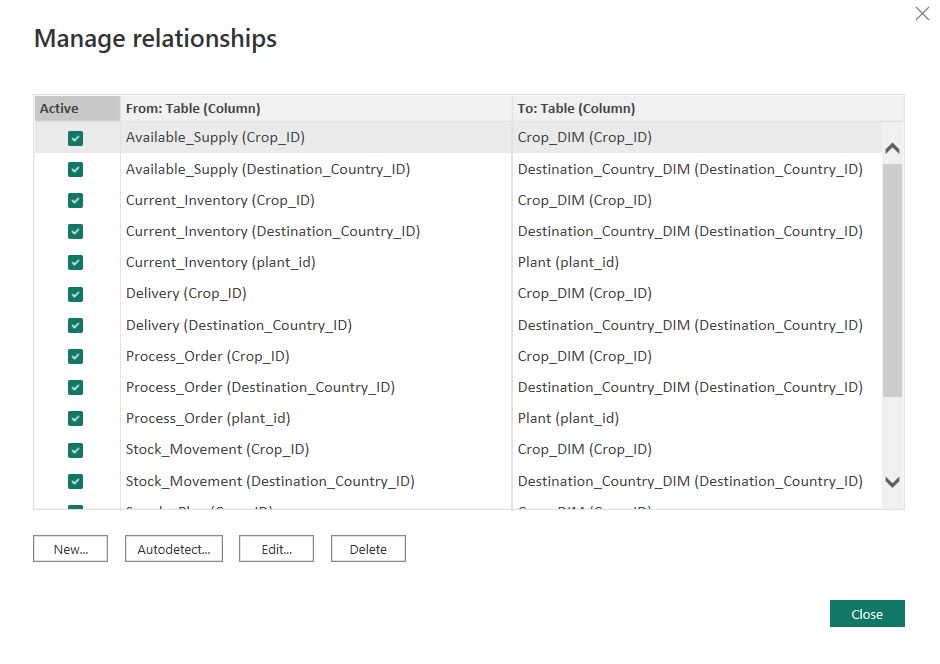 Manage relationships
Active From: Table (Column) To: Table (Column)
Available_Supply (Crop_ID) Crop_DIM (Crop_ID)
Available_Supply (Destination_Country_ID) Destination_Country_DIM (Destination_Country_ID)
Current_Inventory (Crop_ID) Crop_DIM (Crop_ID)
Current_Inventory (Destination_Country_ID) Destination_Country_DIM (Destination_Country_ID)
Current_Inventory (plant_id) Plant (plant_id)
Delivery (Crop_ID) Crop_DIM (Crop_ID)
Delivery (Destination_Country_ID) Destination_Country_DIM (Destination_Country_ID)
Process_Order (Crop_ID) Crop_DIM (Crop_ID)
Process_Order (Destination_Country_ID) Destination_Country_DIM (Destination_Country_ID)
Process_Order (plant_id) Plant (plant_id)
Stock_Movement (Crop_ID) Crop_DIM (Crop_ID)
Stock_Movement (Destination_Country_ID) Destination_Country_DIM (Destination_Country_ID)
New... Autodetect... Edit... Delete
Close